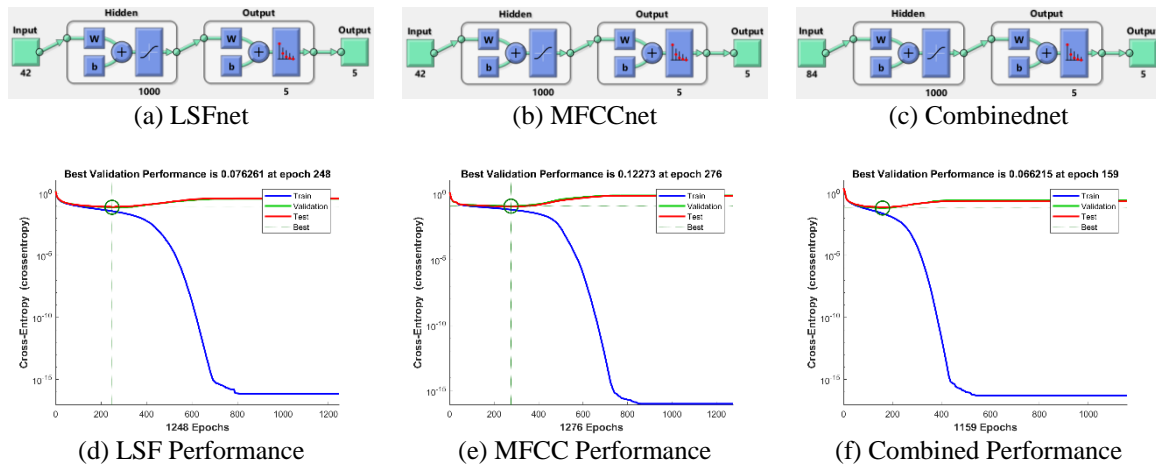 Hidden Output
Input Output
W W
b b
42 5
1000 5
(a) LSFnet
Hidden Output
Input Output
W W
b b
42 5
1000 5
(b) MFCCnet
Hidden Output
Input Output
W W
b b
84 5
1000 5
(c) Combinednet
Best Validation Performance is 0.076261 at epoch 248
Train
Validation
Test
Best
Cross-Entropy (crossentropy)
10^0
10^-5
10^-10
10^-15
0 200 400 600 800 1000 1200
1248 Epochs
(d) LSF Performance
Best Validation Performance is 0.12273 at epoch 276
Train
Validation
Test
Best
Cross-Entropy (crossentropy)
10^0
10^-5
10^-10
10^-15
0 200 400 600 800 1000 1200
1276 Epochs
(e) MFCC Performance
Best Validation Performance is 0.066215 at epoch 159
Train
Validation
Test
Best
Cross-Entropy (crossentropy)
10^0
10^-5
10^-10
10^-15
0 200 400 600 800 1000
1159 Epochs
(f) Combined Performance